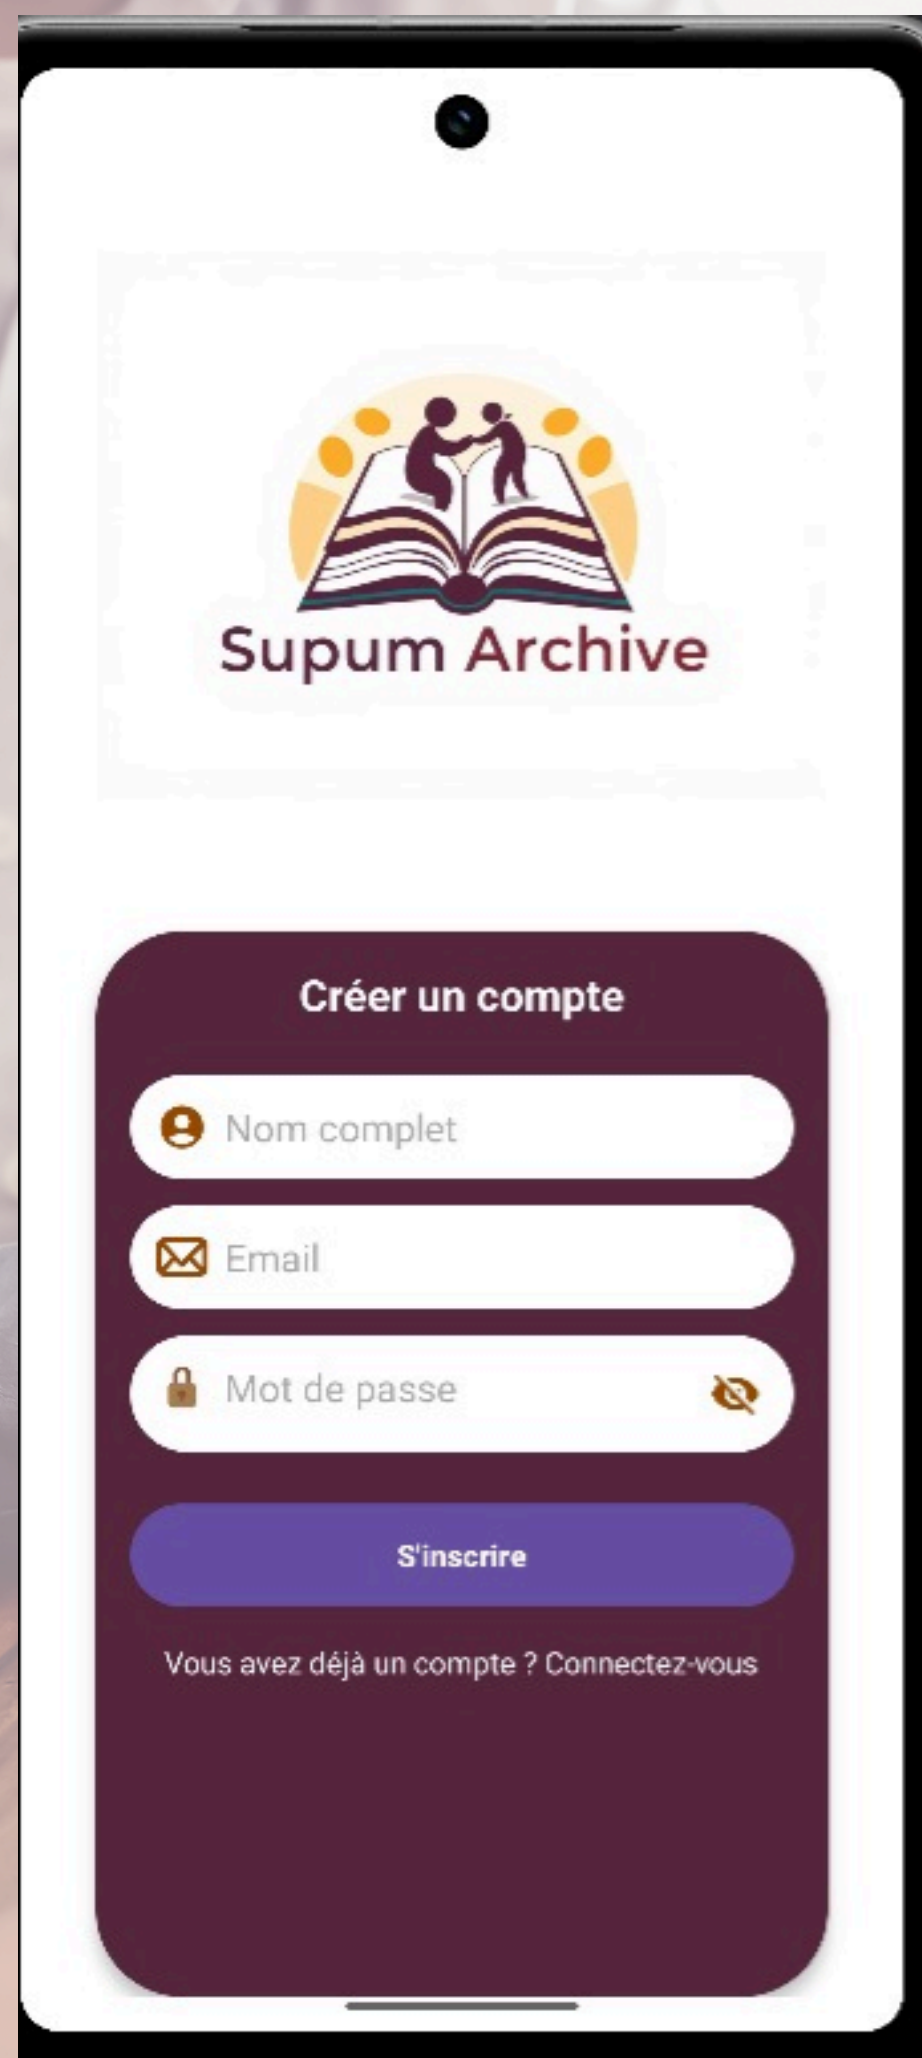 Supum Archive
Créer un compte
Nom complet
Email
Mot de passe
S'inscrire
Vous avez déjà un compte ? Connectez-vous